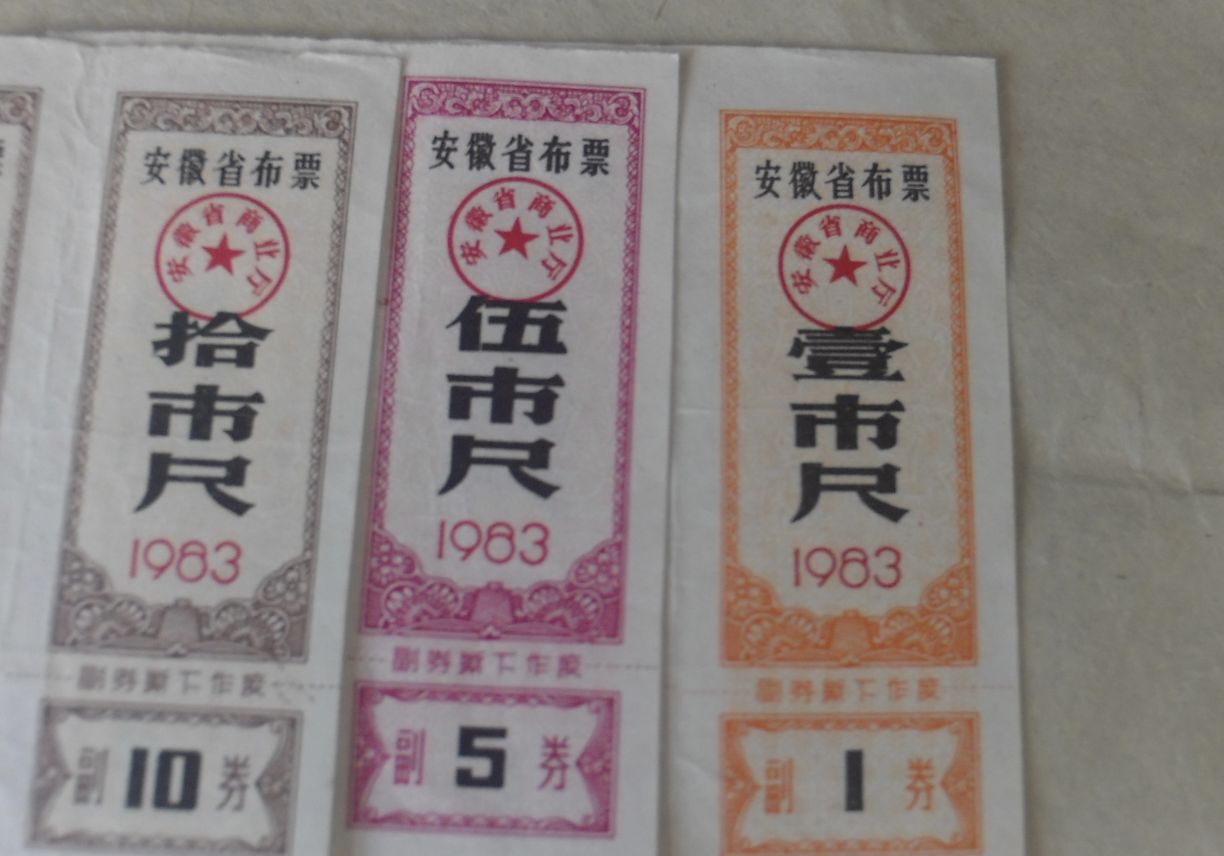 安徽省布票
安徽省商业厅
拾市尺
1983
副券撕下作废
副 10 券
安徽省布票
安徽省商业厅
伍市尺
1983
副券撕下作废
副 5 券
安徽省布票
安徽省商业厅
壹市尺
1983
副券撕下作废
副 1 券